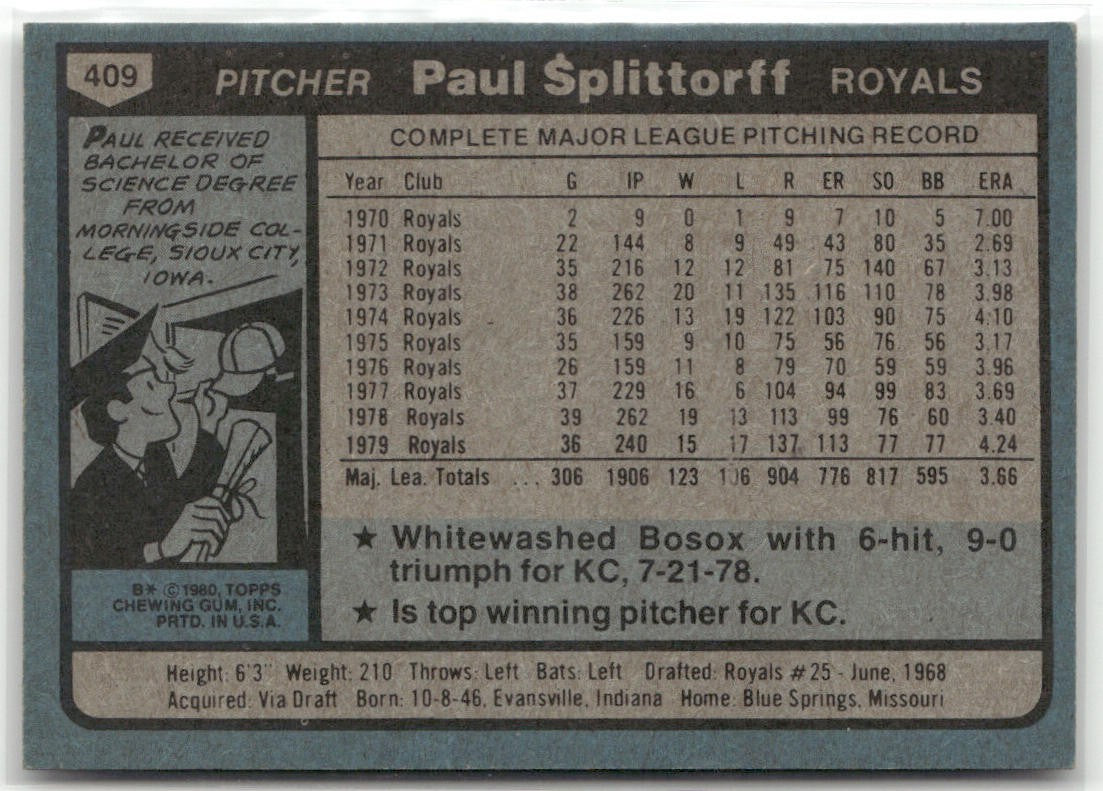 409 PITCHER Paul Splittorff ROYALS
PAUL RECEIVED
BACHELOR OF
SCIENCE DEGREE
FROM
MORNINGSIDE COL-
LEGE, SIOUX CITY,
IOWA.
B* ©1980, TOPPS
CHEWING GUM, INC.
PRTD. IN U.S.A.
COMPLETE MAJOR LEAGUE PITCHING RECORD
Year Club G IP W L R ER SO BB ERA
1970 Royals 2 9 0 1 9 7 10 5 7.00
1971 Royals 22 144 8 9 49 43 80 35 2.69
1972 Royals 35 216 12 12 81 75 140 67 3.13
1973 Royals 38 262 20 11 135 116 110 78 3.98
1974 Royals 36 226 13 19 122 103 90 75 4.10
1975 Royals 35 159 9 10 75 56 76 56 3.17
1976 Royals 26 159 11 8 79 70 59 59 3.96
1977 Royals 37 229 16 6 104 94 99 83 3.69
1978 Royals 39 262 19 13 113 99 76 60 3.40
1979 Royals 36 240 15 17 137 113 77 77 4.24
Maj. Lea. Totals ... 306 1906 123 106 904 776 817 595 3.66
★ Whitewashed Bosox with 6-hit, 9-0
triumph for KC, 7-21-78.
★ Is top winning pitcher for KC.
Height: 6'3" Weight: 210 Throws: Left Bats: Left Drafted: Royals #25 - June, 1968
Acquired: Via Draft Born: 10-8-46, Evansville, Indiana Home: Blue Springs, Missouri